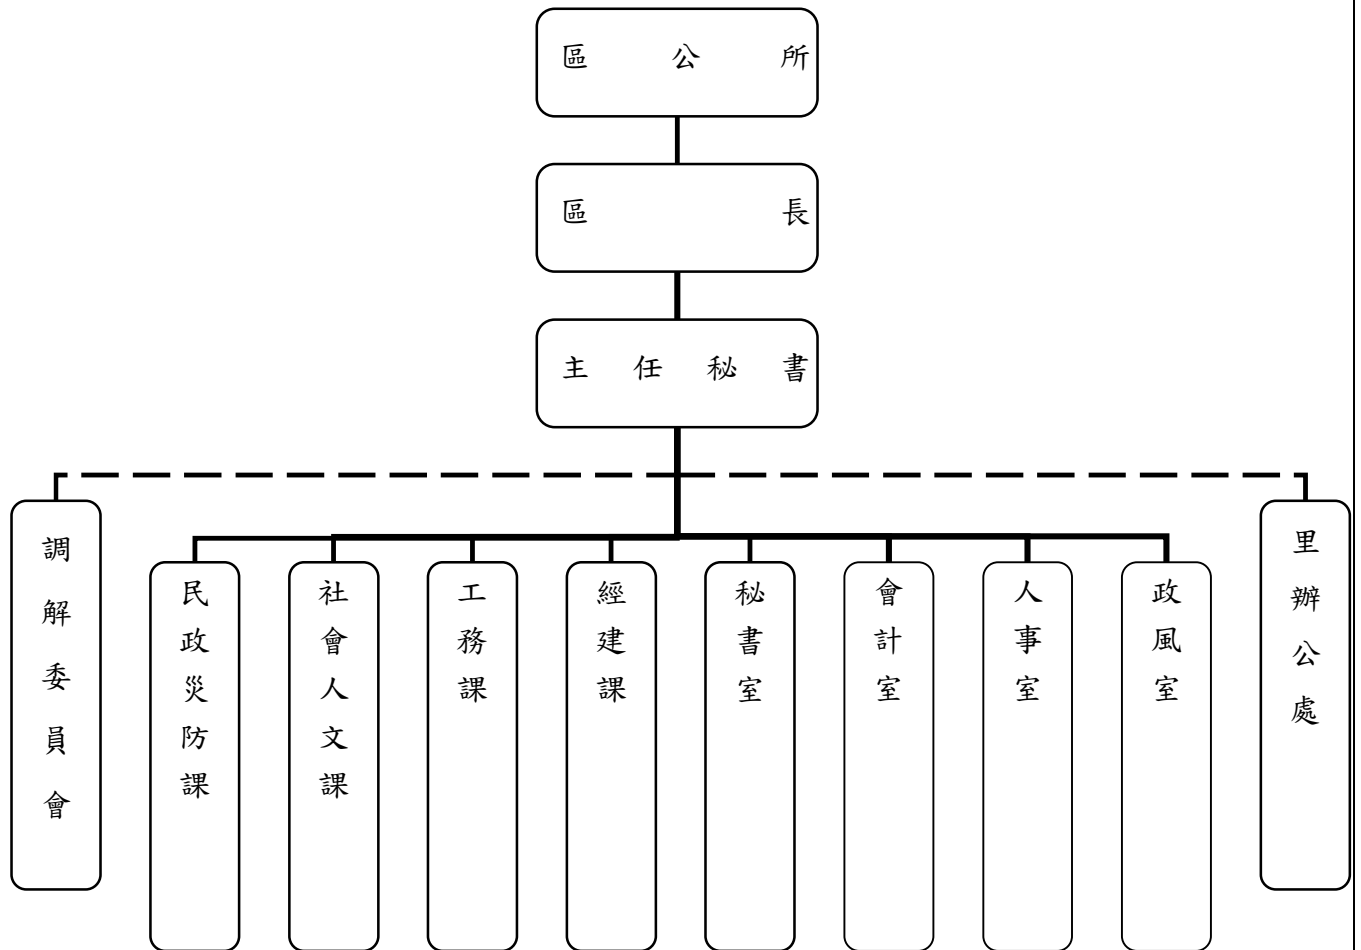 區公所
區長
主任秘書
調解委員會
民政災防課
社會人文課
工務課
經建課
秘書室
會計室
人事室
政風室
里辦公處